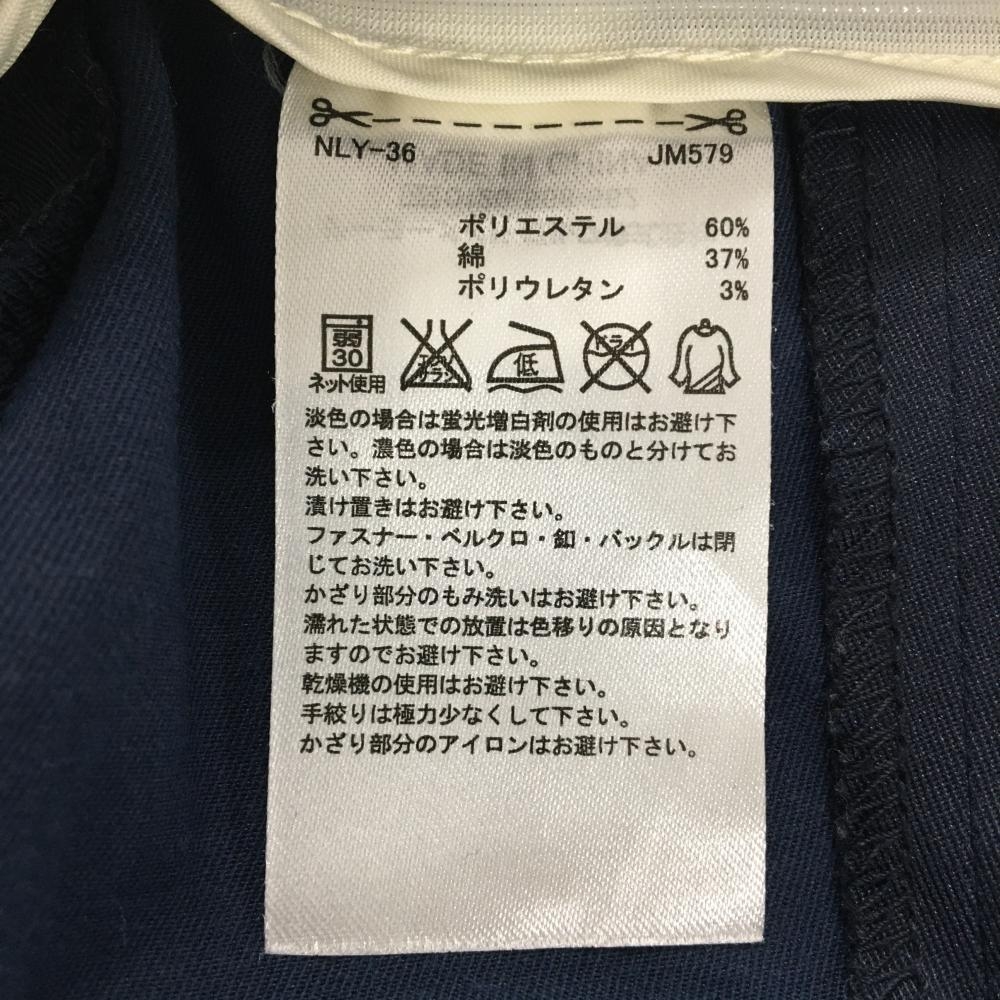 NLY-36 JM579
ポリエステル 60%
綿 37%
ポリウレタン 3%
弱
30
ネット使用
エンソ
サラシ
低
ドライ
淡色の場合は蛍光増白剤の使用はお避け下
さい。濃色の場合は淡色のものと分けてお
洗い下さい。
漬け置きはお避け下さい。
ファスナー・ベルクロ・釦・バックルは閉
じてお洗い下さい。
かざり部分のもみ洗いはお避け下さい。
濡れた状態での放置は色移りの原因となり
ますのでお避け下さい。
乾燥機の使用はお避け下さい。
手絞りは極力少なくして下さい。
かざり部分のアイロンはお避け下さい。